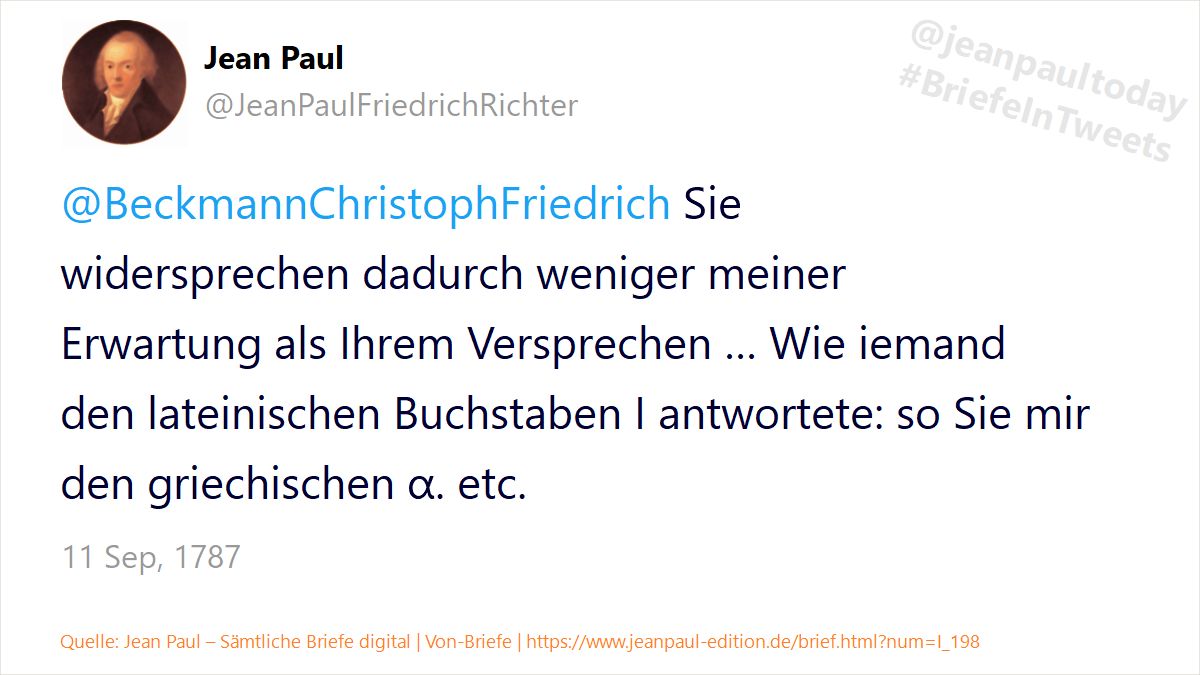 Jean Paul
@JeanPaulFriedrichRichter
@jeanpaultoday
#BriefeInTweets
@BeckmannChristophFriedrich Sie
widersprechen dadurch weniger meiner
Erwartung als Ihrem Versprechen ... Wie iemand
den lateinischen Buchstaben I antwortete: so Sie mir
den griechischen α. etc.
11 Sep, 1787
Quelle: Jean Paul – Sämtliche Briefe digital | Von-Briefe | https://www.jeanpaul-edition.de/brief.html?num=I_198